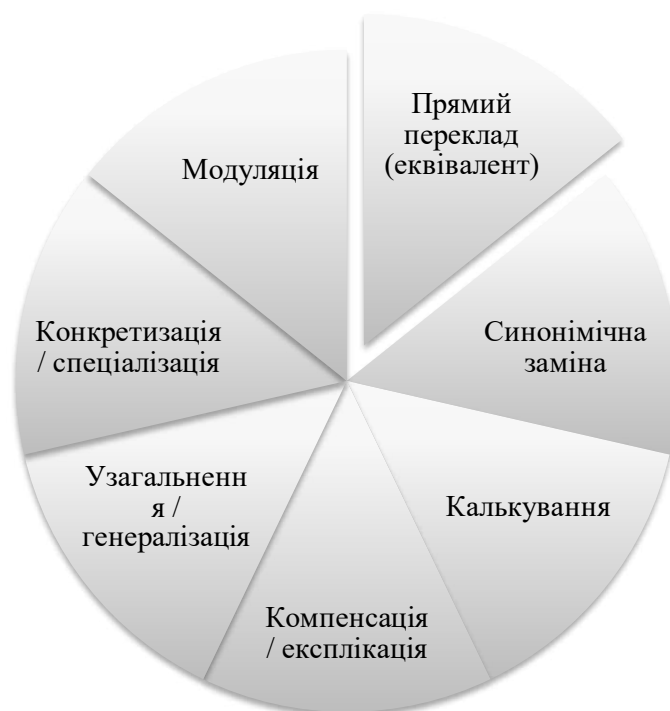 Прямий
переклад
(еквівалент)
Синонімічна
заміна
Калькування
Компенсація
/ експлікація
Узагальненн
я /
генералізація
Конкретизація
/ спеціалізація
Модуляція